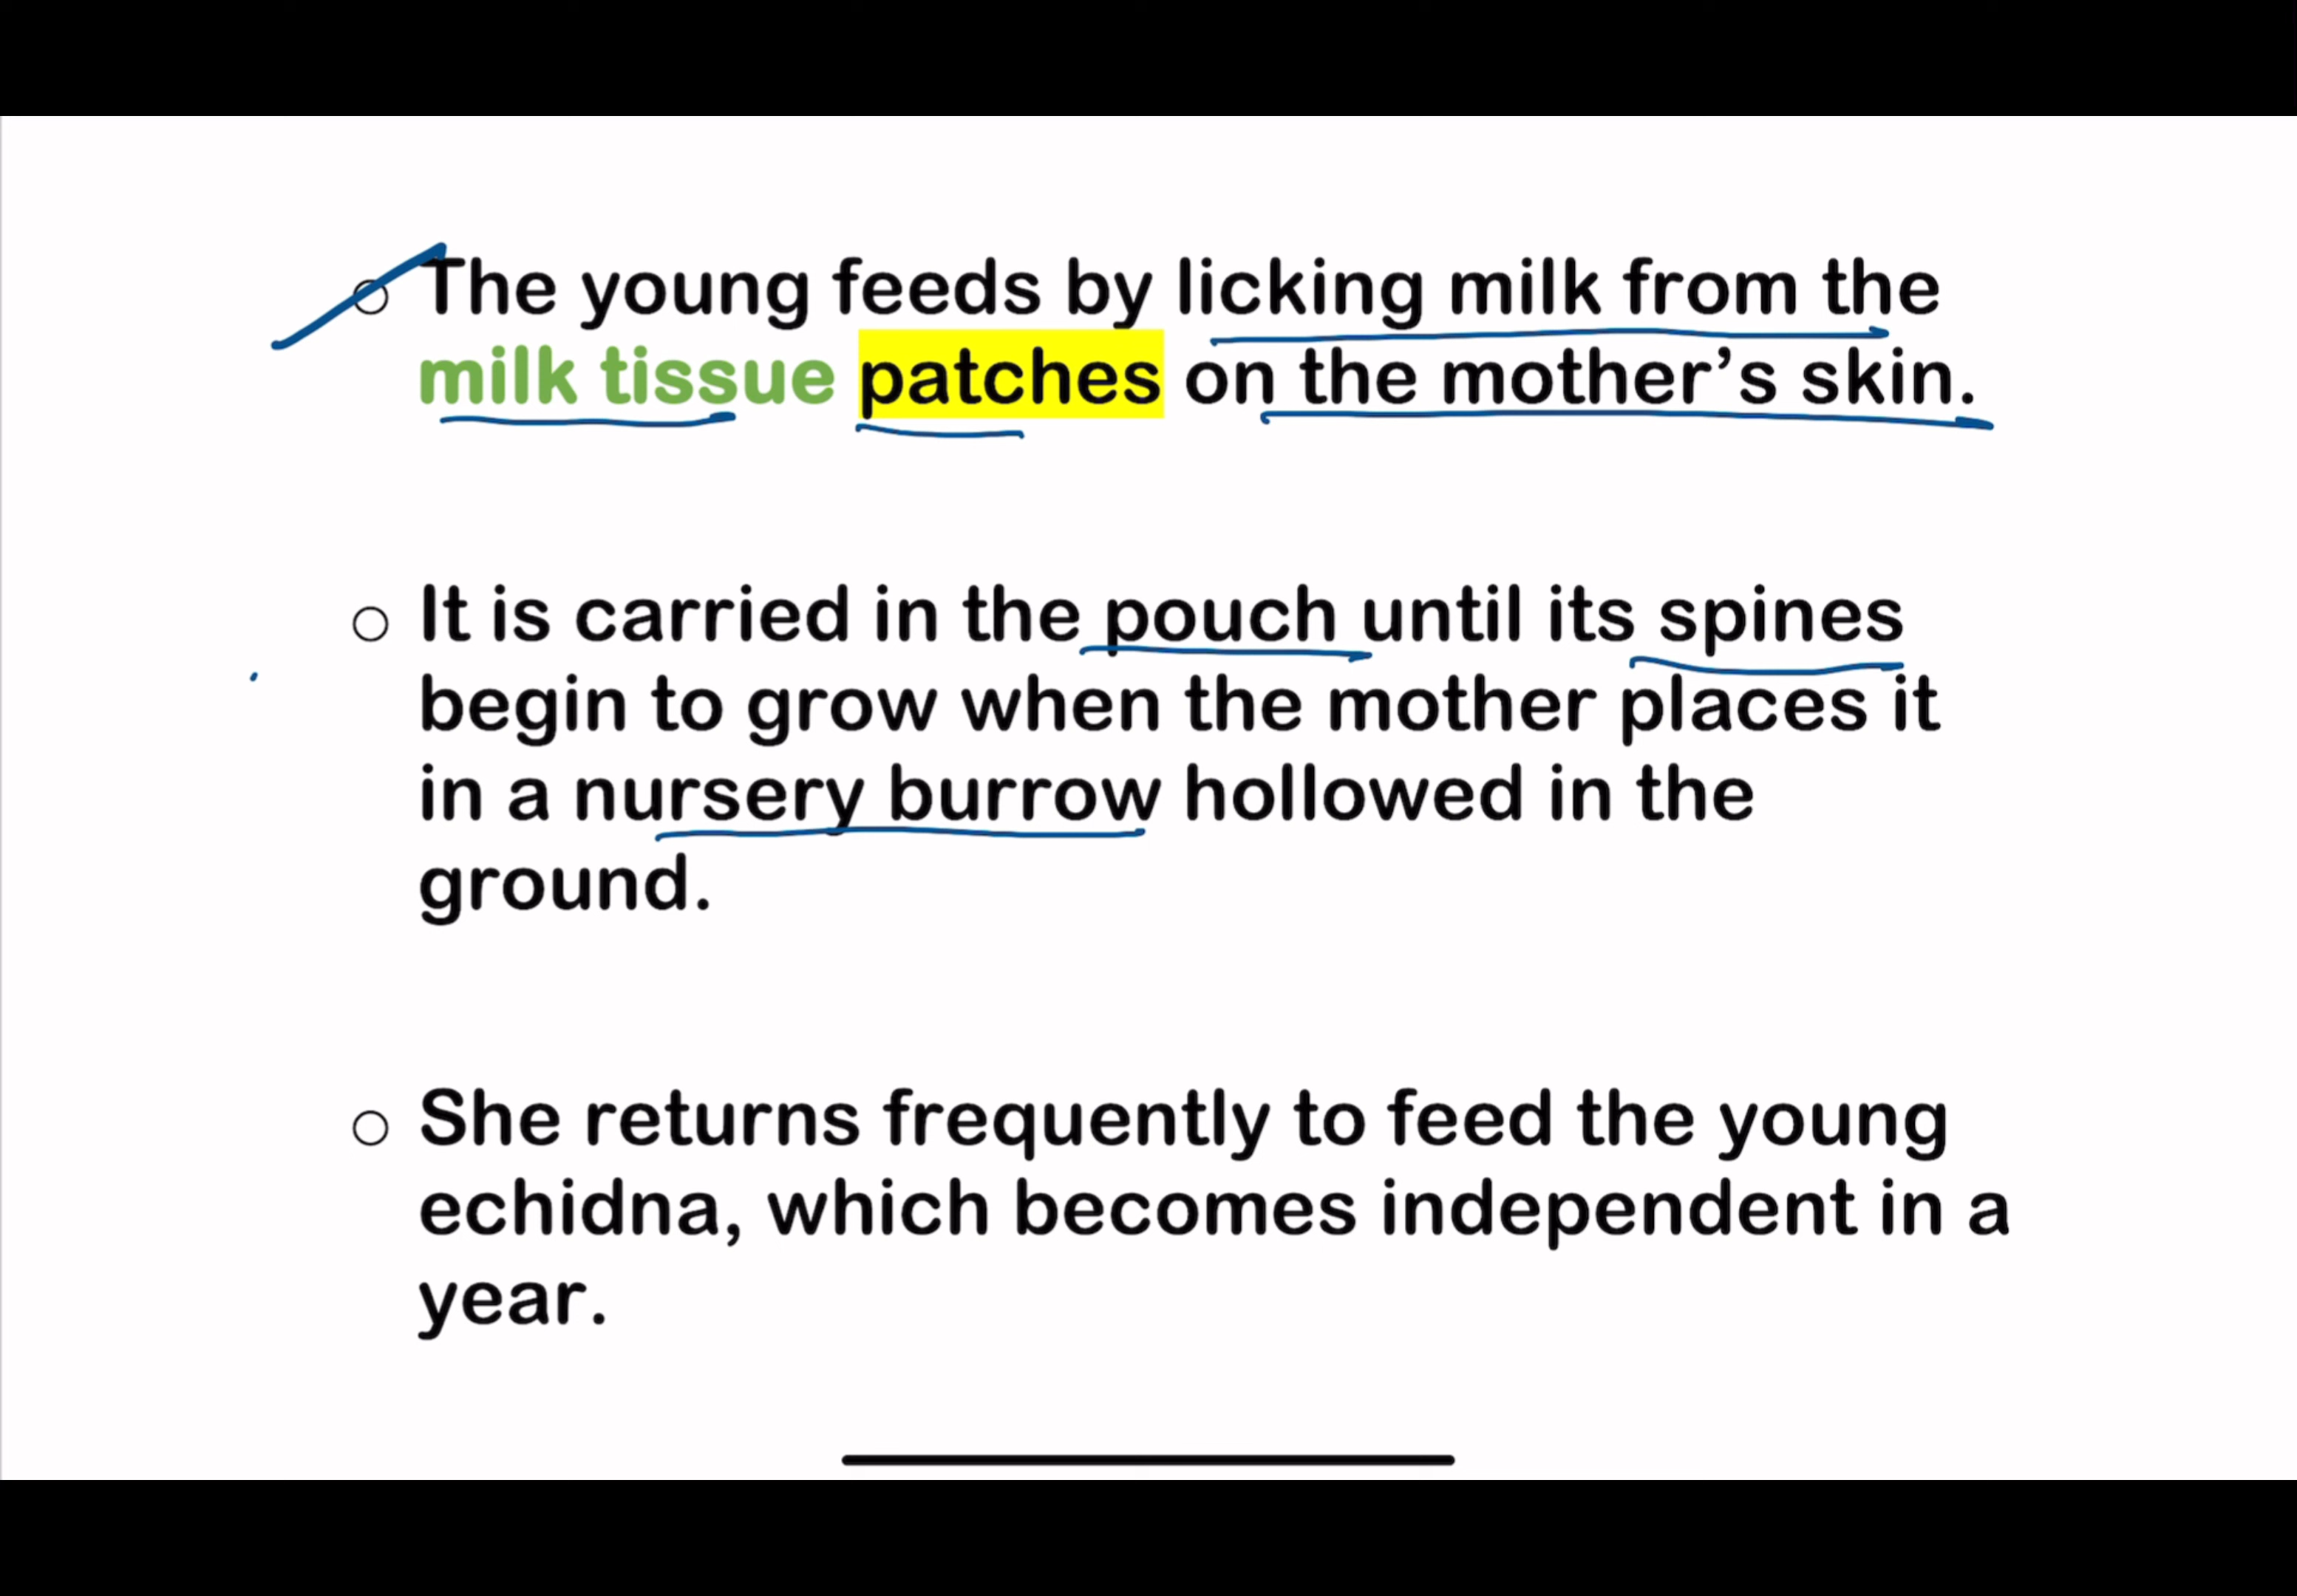 ○ The young feeds by licking milk from the
milk tissue patches on the mother’s skin.
○ It is carried in the pouch until its spines
begin to grow when the mother places it
in a nursery burrow hollowed in the
ground.
○ She returns frequently to feed the young
echidna, which becomes independent in a
year.